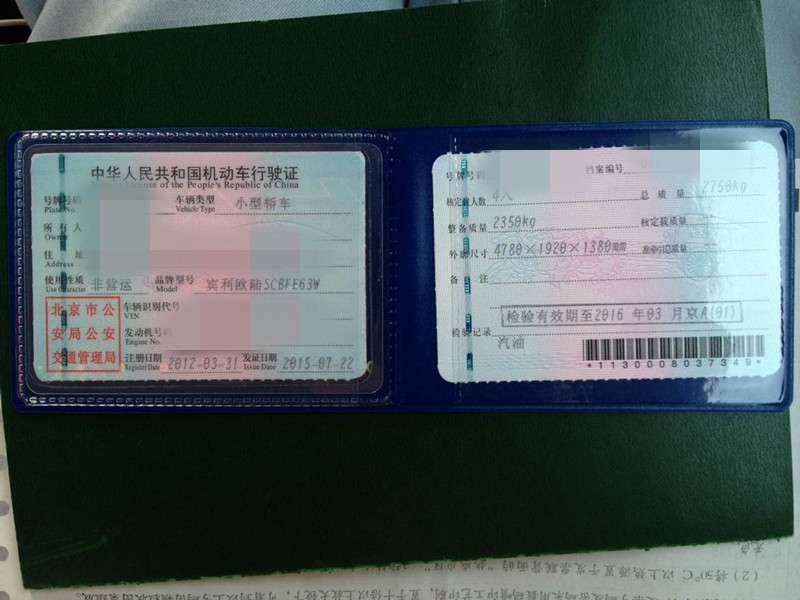 中华人民共和国机动车行驶证
License of the People's Republic of China
号牌号码
Plate No.
车辆类型 小型轿车
Vehicle Type
所有人
Owner
住址
Address
使用性质 非营运 品牌型号 宾利欧陆SCBFE63W
Use Character
Model
车辆识别代号
VIN
发动机号码
Engine No.
注册日期 2012-03-31 发证日期 2015-07-22
Register Date
Issue Date
北京市公
安局公安
交通管理局
号牌号码 档案编号
核定载人数 4人 总质量 2750kg
整备质量 2350kg 核定载质量
外廓尺寸 4780×1920×1380 准牵引总质量
备注
检验有效期至2016 年03 月京A(01)
检验记录
汽油
*1130008037349*